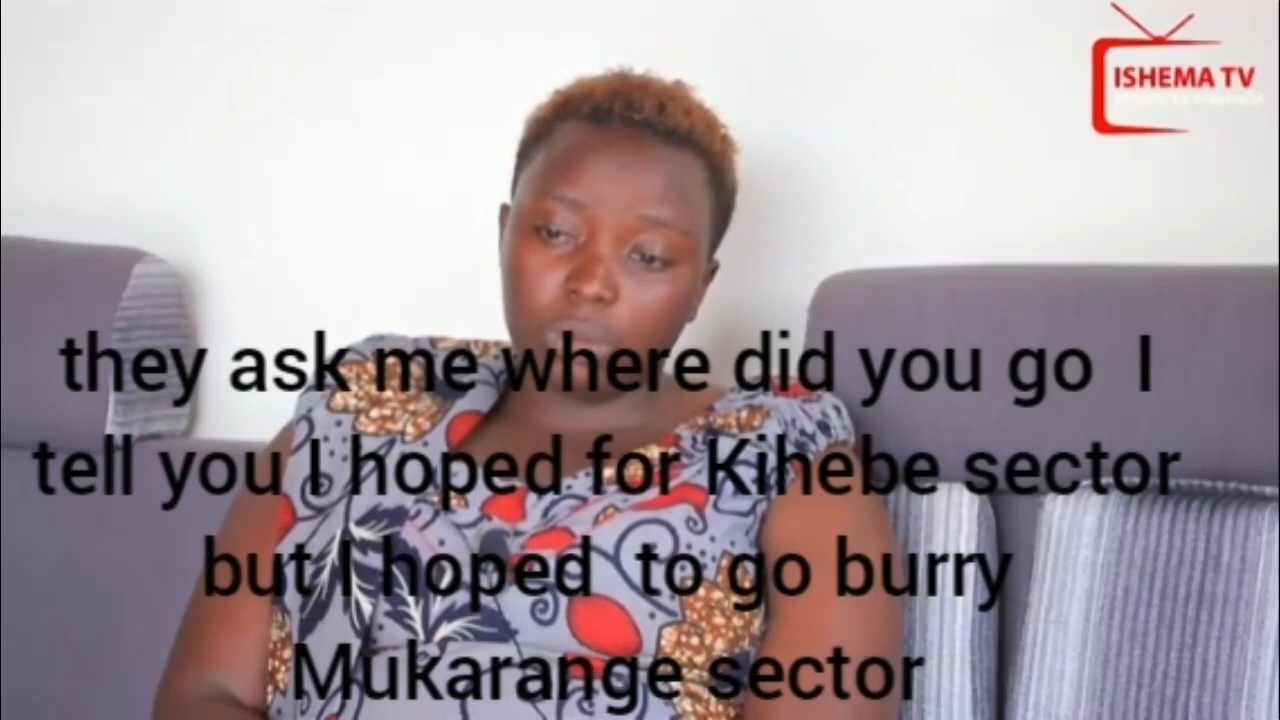 ISHEMA TV
they ask me where did you go I
tell you I hoped for Kihebe sector
but I hoped to go burry
Mukarange sector